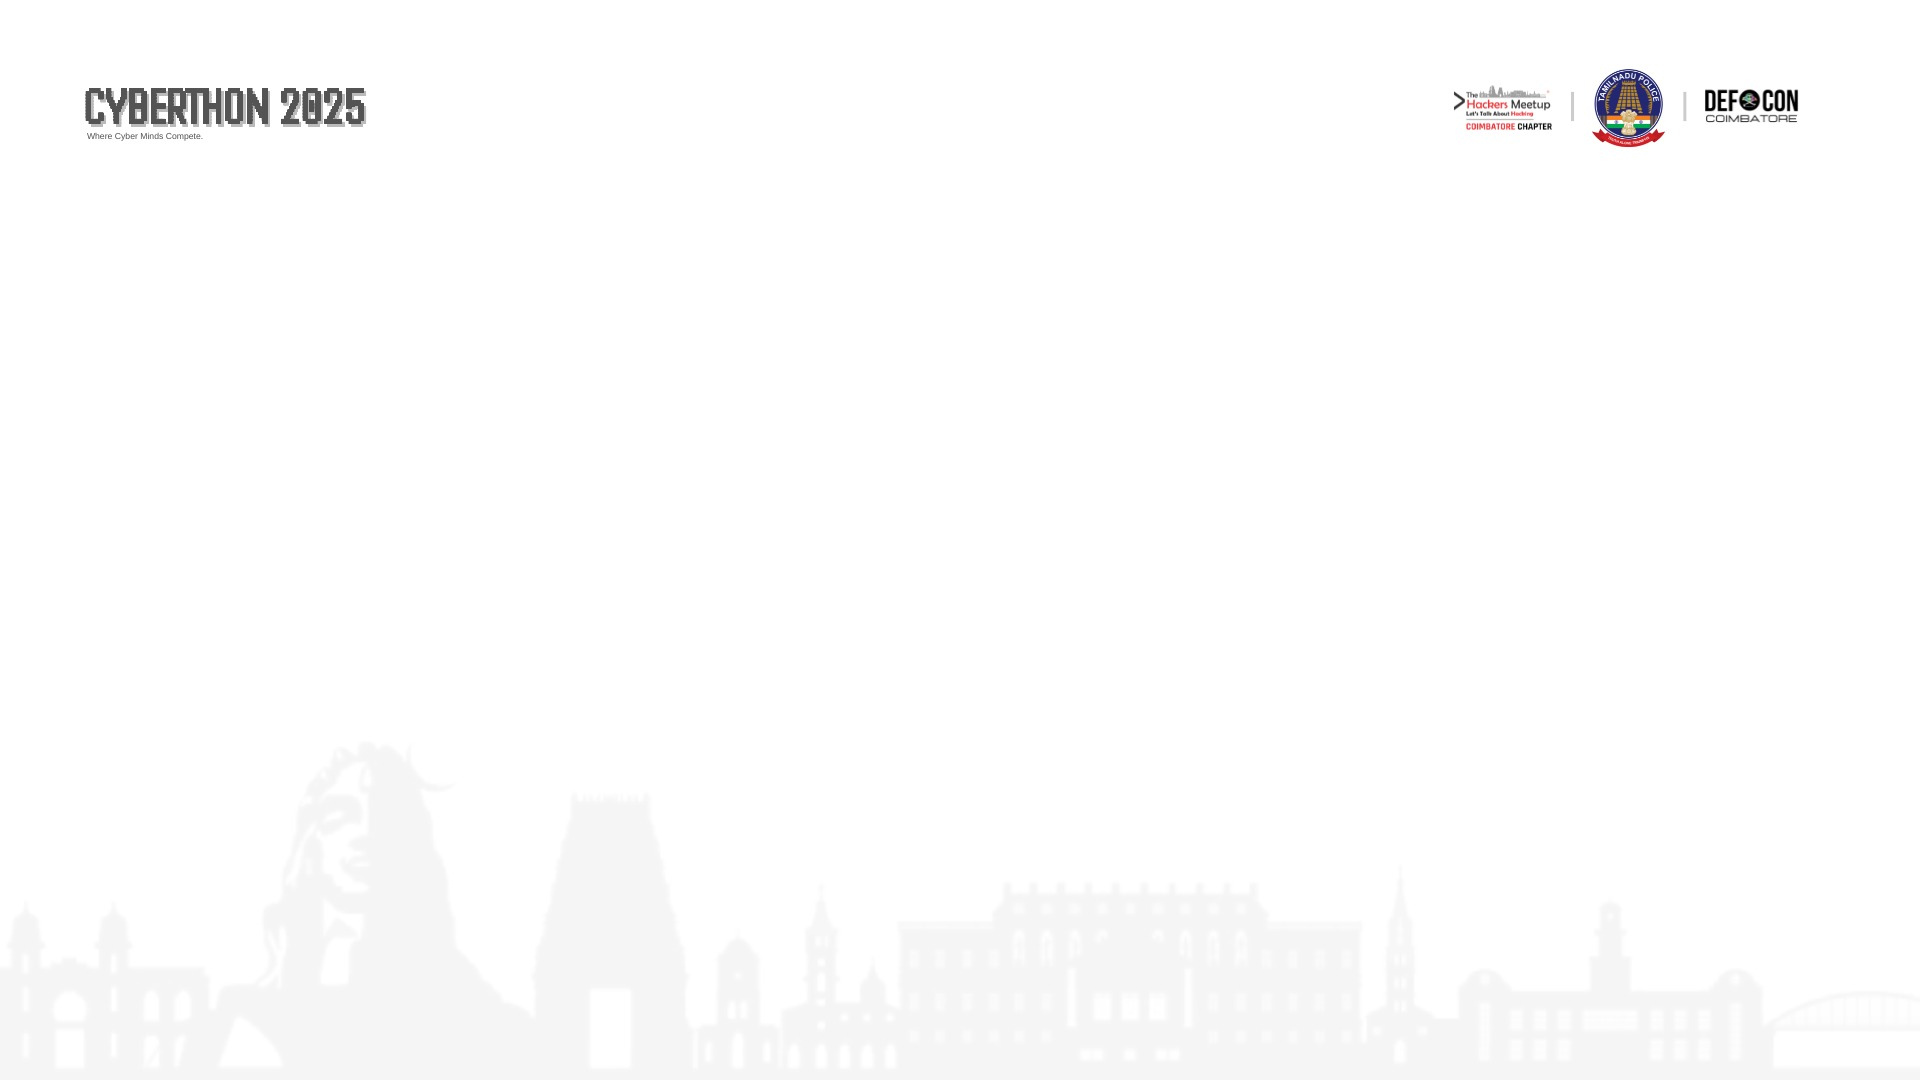 CYBERTHON 2025
Where Cyber Minds Compete.
The
Hackers Meetup
Let's Talk About Hacking
COIMBATORE CHAPTER
TAMILNADU POLICE
DEF CON
COIMBATORE